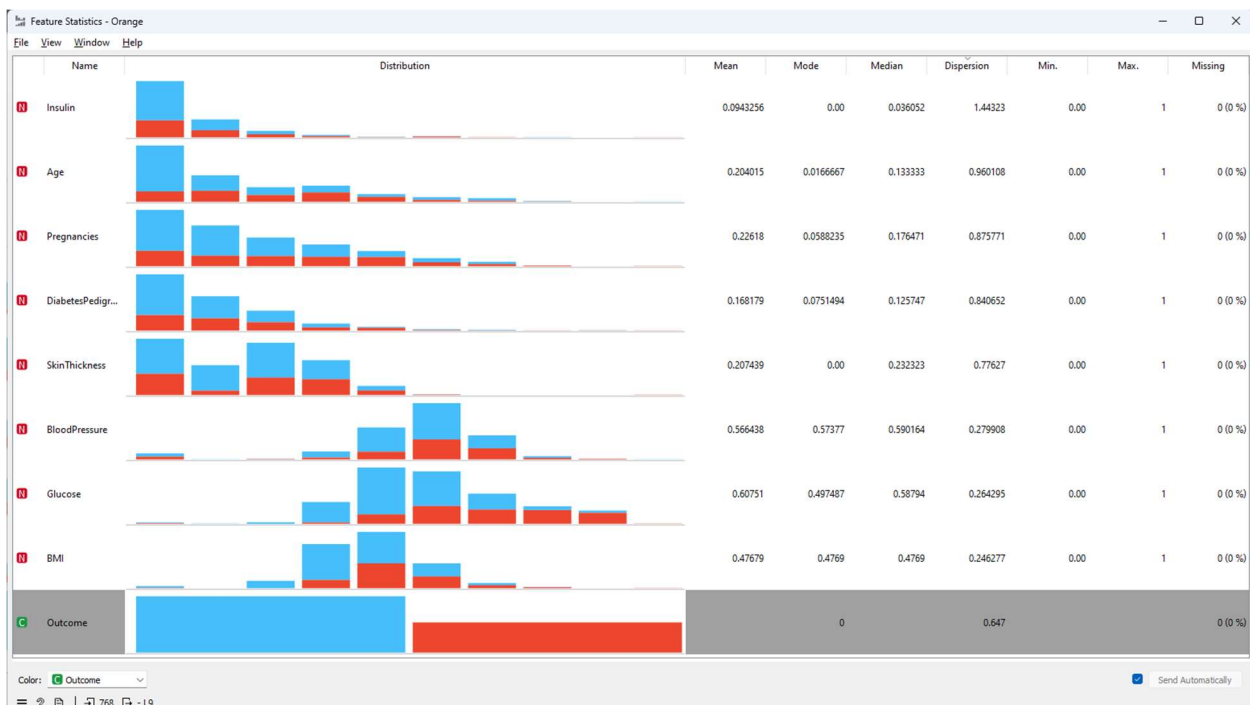 Feature Statistics - Orange
File View Window Help
Name Distribution Mean Mode Median Dispersion Min. Max. Missing
N Insulin 0.0943256 0.00 0.036052 1.44323 0.00 1 0 (0 %)
N Age 0.204015 0.0166667 0.133333 0.960108 0.00 1 0 (0 %)
N Pregnancies 0.22618 0.0588235 0.176471 0.875771 0.00 1 0 (0 %)
N DiabetesPedigr... 0.168179 0.0751494 0.125747 0.840652 0.00 1 0 (0 %)
N SkinThickness 0.207439 0.00 0.232323 0.77627 0.00 1 0 (0 %)
N BloodPressure 0.566438 0.57377 0.590164 0.279908 0.00 1 0 (0 %)
N Glucose 0.60751 0.497487 0.58794 0.264295 0.00 1 0 (0 %)
N BMI 0.47679 0.4769 0.4769 0.246277 0.00 1 0 (0 %)
C Outcome 0 0.647 0 (0 %)
Color: C Outcome Send Automatically
768 - | 9